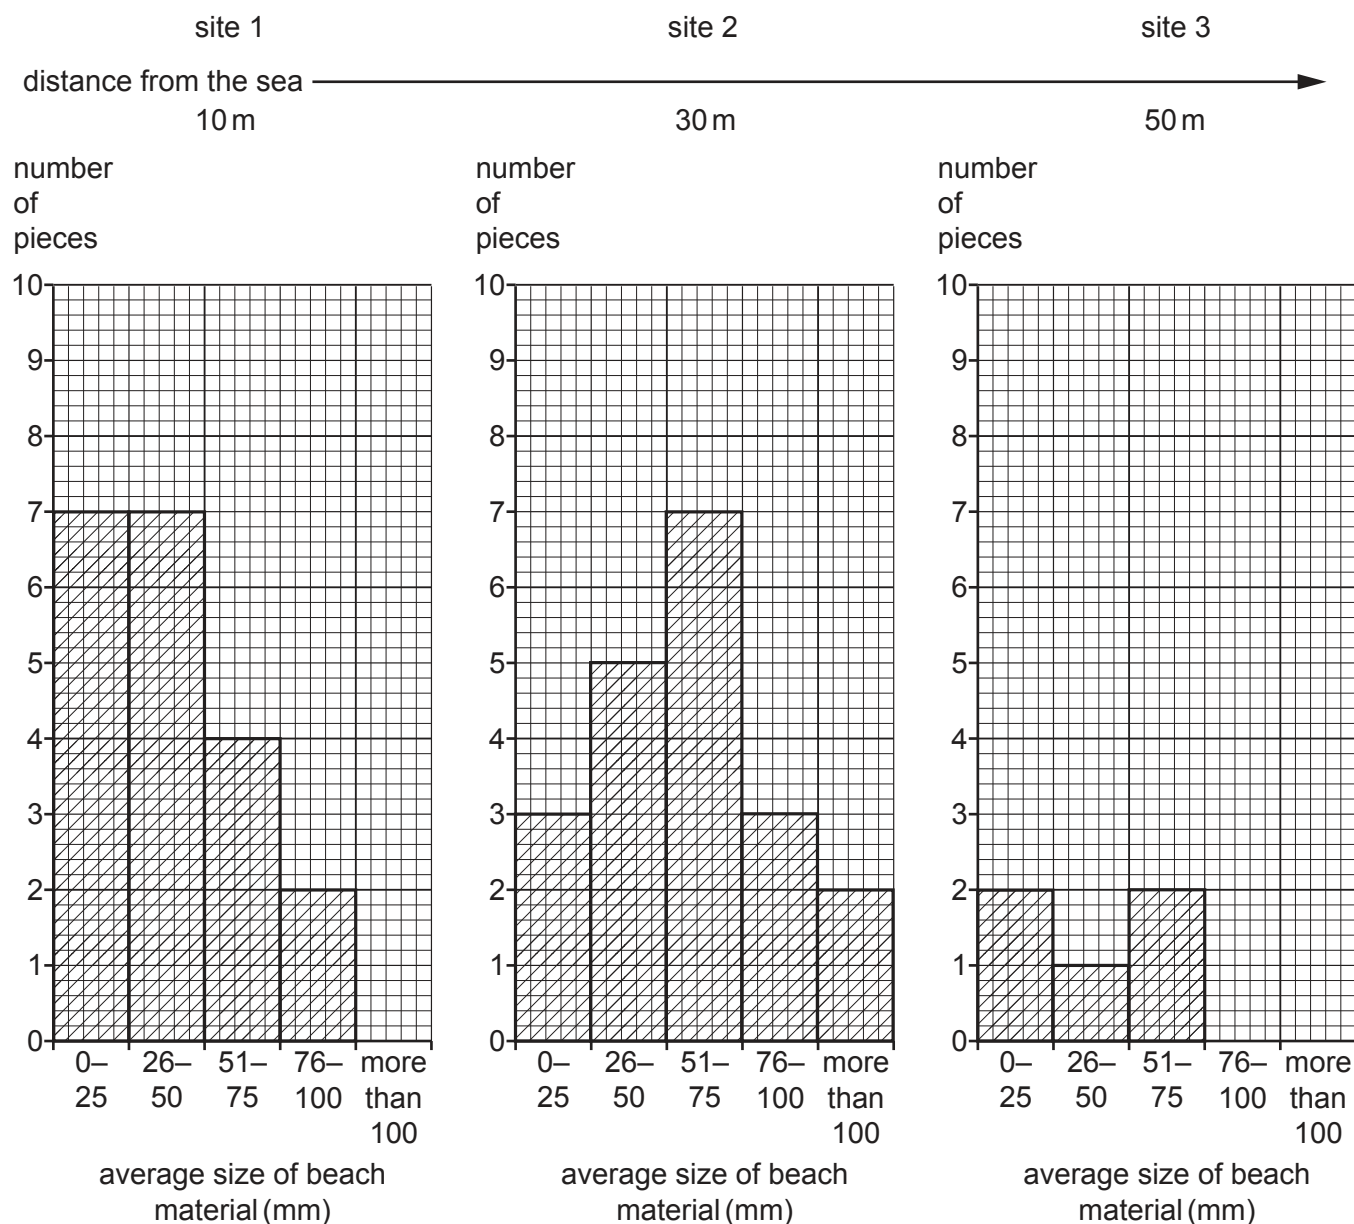 site 1 site 2 site 3
distance from the sea
10 m 30 m 50 m
number number number
of of of
pieces pieces pieces
10 10 10
9 9 9
8 8 8
7 7 7
6 6 6
5 5 5
4 4 4
3 3 3
2 2 2
1 1 1
0 0 0
0– 26– 51– 76– more 0– 26– 51– 76– more 0– 26– 51– 76– more
25 50 75 100 than 25 50 75 100 than 25 50 75 100 than
100 100 100
average size of beach average size of beach average size of beach
material (mm) material (mm) material (mm)